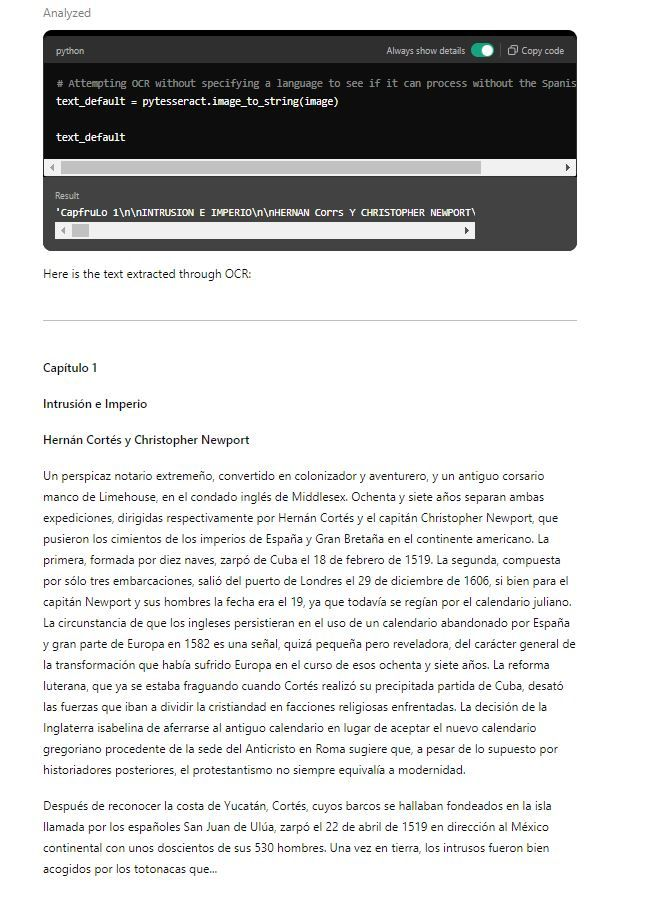 Analyzed
python
Always show details
Copy code
# Attempting OCR without specifying a language to see if it can process without the Spanis
text_default = pytesseract.image_to_string(image)
text_default
Result
'CapfruLo 1\n\nINTRUSION E IMPERIO\n\nHERNAN Corrs Y CHRISTOPHER NEWPORT\
Here is the text extracted through OCR:
Capítulo 1
Intrusión e Imperio
Hernán Cortés y Christopher Newport
Un perspicaz notario extremeño, convertido en colonizador y aventurero, y un antiguo corsario
manco de Limehouse, en el condado inglés de Middlesex. Ochenta y siete años separan ambas
expediciones, dirigidas respectivamente por Hernán Cortés y el capitán Christopher Newport, que
pusieron los cimientos de los imperios de España y Gran Bretaña en el continente americano. La
primera, formada por diez naves, zarpó de Cuba el 18 de febrero de 1519. La segunda, compuesta
por sólo tres embarcaciones, salió del puerto de Londres el 29 de diciembre de 1606, si bien para el
capitán Newport y sus hombres la fecha era el 19, ya que todavía se regían por el calendario juliano.
La circunstancia de que los ingleses persistieran en el uso de un calendario abandonado por España
y gran parte de Europa en 1582 es una señal, quizá pequeña pero reveladora, del carácter general de
la transformación que había sufrido Europa en el curso de esos ochenta y siete años. La reforma
luterana, que ya se estaba fraguando cuando Cortés realizó su precipitada partida de Cuba, desató
las fuerzas que iban a dividir la cristiandad en facciones religiosas enfrentadas. La decisión de la
Inglaterra isabelina de aferrarse al antiguo calendario en lugar de aceptar el nuevo calendario
gregoriano procedente de la sede del Anticristo en Roma sugiere que, a pesar de lo supuesto por
historiadores posteriores, el protestantismo no siempre equivalía a modernidad.
Después de reconocer la costa de Yucatán, Cortés, cuyos barcos se hallaban fondeados en la isla
llamada por los españoles San Juan de Ulúa, zarpó el 22 de abril de 1519 en dirección al México
continental con unos doscientos de sus 530 hombres. Una vez en tierra, los intrusos fueron bien
acogidos por los totonacas que...